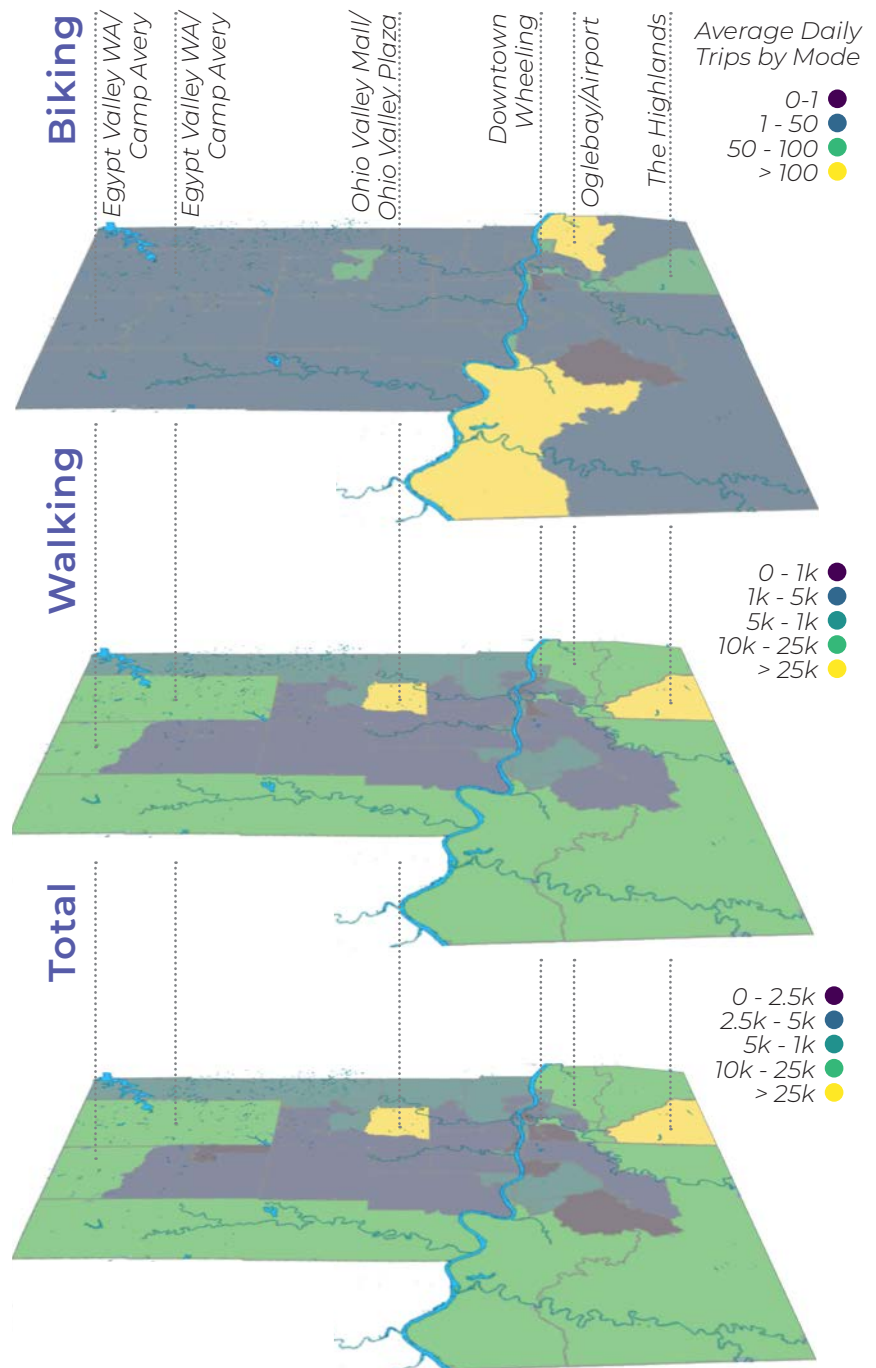 Biking
Egypt Valley WA/
Camp Avery
Egypt Valley WA/
Camp Avery
Ohio Valley Mall/
Ohio Valley Plaza
Downtown
Wheeling
Oglebay/Airport
The Highlands
Average Daily
Trips by Mode
0-1
1 - 50
50 - 100
> 100
Walking
0 - 1k
1k - 5k
5k - 1k
10k - 25k
> 25k
Total
0 - 2.5k
2.5k - 5k
5k - 1k
10k - 25k
> 25k